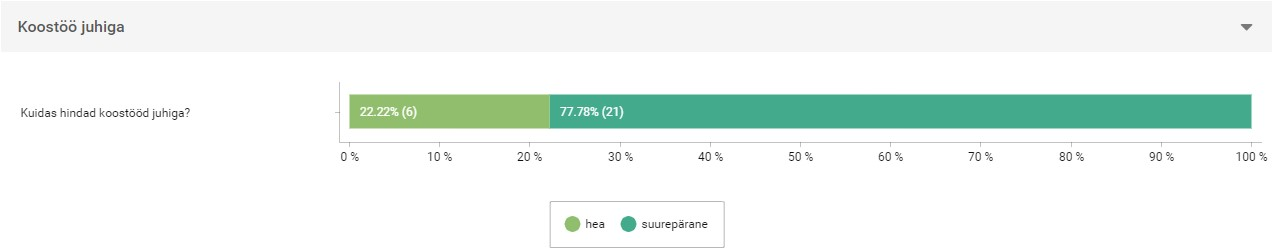 Koostöö juhiga
Kuidas hindad koostööd juhiga?
22.22% (6) 77.78% (21)
0 % 10 % 20 % 30 % 40 % 50 % 60 % 70 % 80 % 90 % 100 %
hea suurepärane